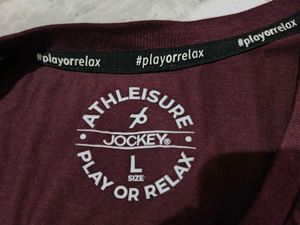 #playorrelax
#playorrelax
#playorrelax
ATHLEISURE
JOCKEY®
L
SIZE
PLAY OR RELAX